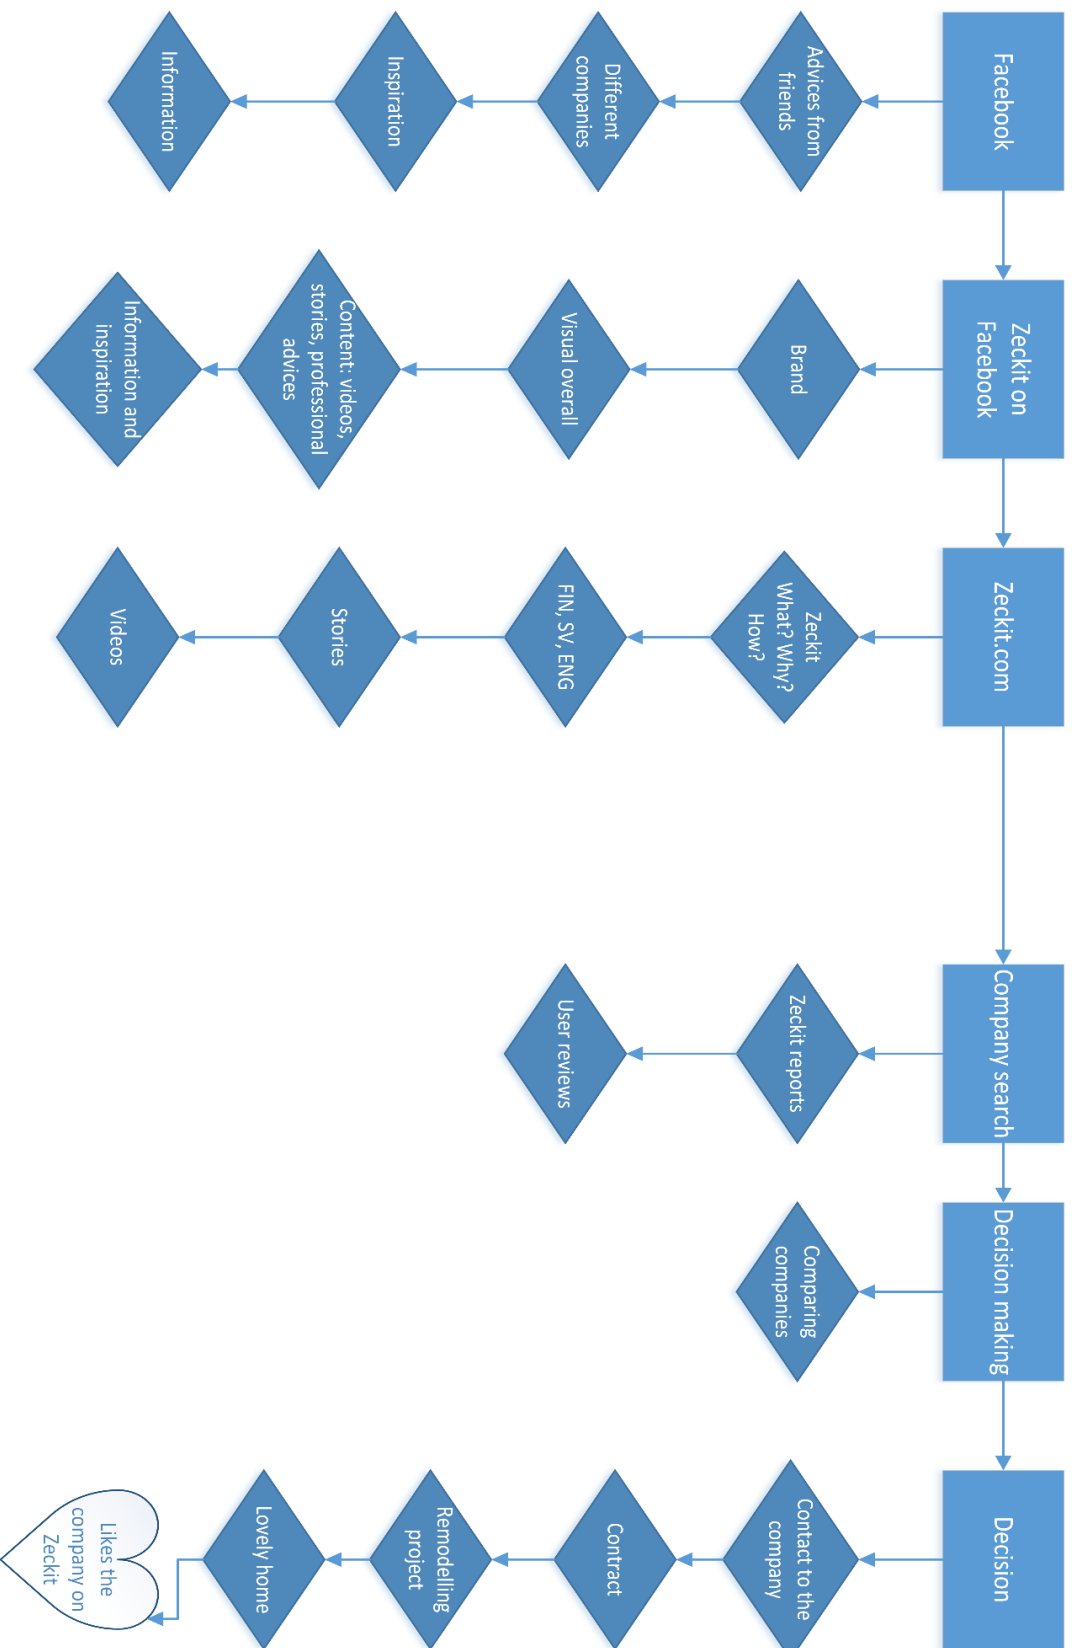 Facebook
Advices from
friends
Different
companies
Inspiration
Information
Zeckit on
Facebook
Brand
Visual overall
Content: videos,
stories, professional
advices
Information and
inspiration
Zeckit.com
Zeckit
What? Why?
How?
FIN, SV, ENG
Stories
Videos
Company search
Zeckit reports
User reviews
Decision making
Comparing
companies
Decision
Contact to the
company
Contract
Remodelling
project
Lovely home
Likes the
company on
Zeckit